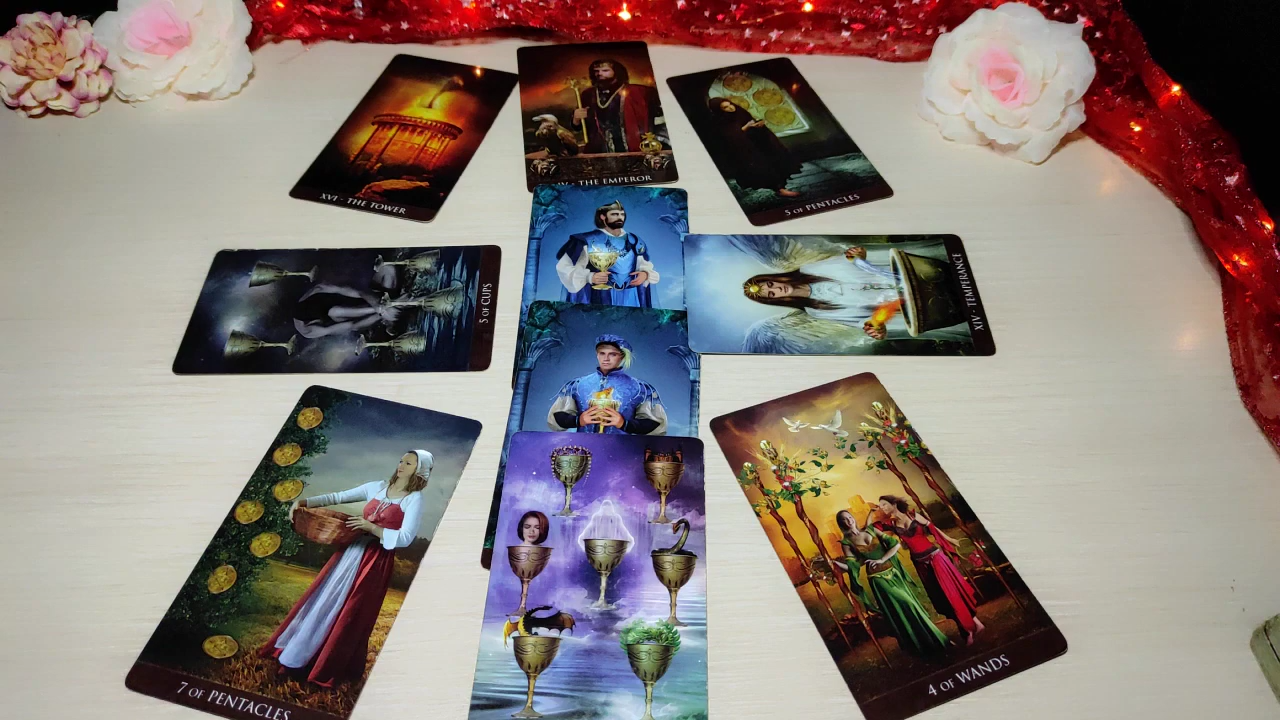 XVI · THE TOWER
IV · THE EMPEROR
5 OF PENTACLES
5 OF CUPS
XIV · TEMPERANCE
7 OF PENTACLES
4 OF WANDS